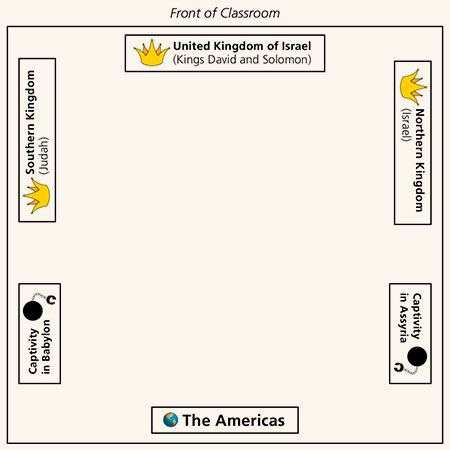 Front of Classroom
United Kingdom of Israel
(Kings David and Solomon)
Southern Kingdom
(Judah)
Northern Kingdom
(Israel)
Captivity
in Babylon
Captivity
in Assyria
The Americas